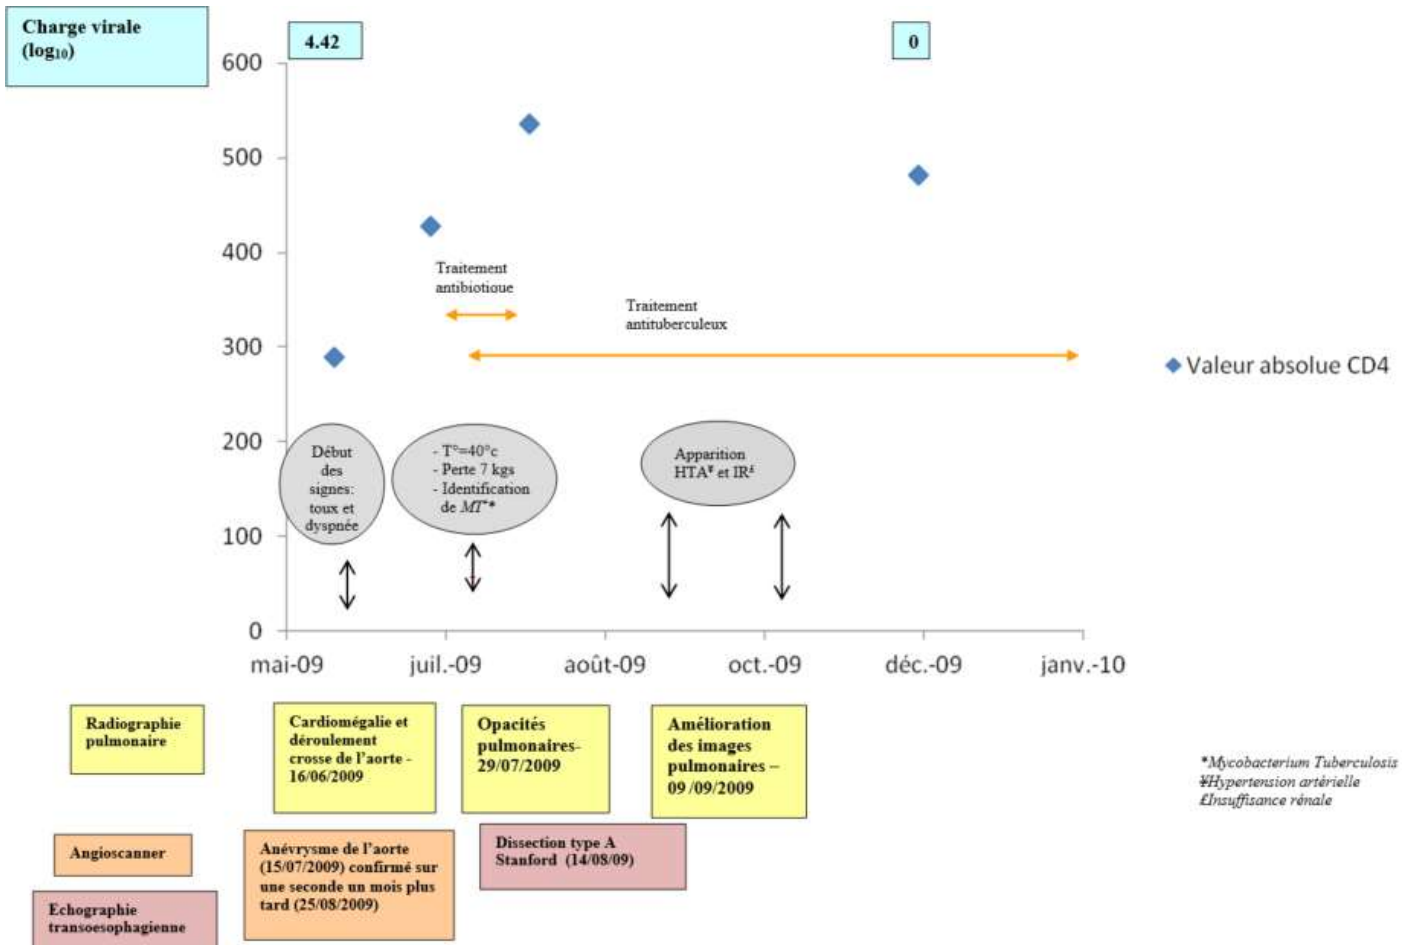 Charge virale
(log₁₀)
4.42
0
600
500
400
300
200
100
0
Traitement
antibiotioue
Traitement
antituberculeux
Valeur absolue CD4
Début
des
signes:
toux et
dyspnée
- T°=40°c
- Perte 7 kgs
- Identification
de MT*
Apparition
HTA¥ et IR£
mai-09
juil.-09
août-09
oct.-09
déc.-09
janv.-10
Radiographie
pulmonaire
Cardiomégalie et
déroulement
crosse de l'aorte -
16/06/2009
Opacités
pulmonaires-
29/07/2009
Amélioration
des images
pulmonaires –
09/09/2009
*Mycobacterium Tuberculosis
¥Hypertension artérielle
£Insuffisance rénale
Angioscanner
Anévrysme de l'aorte
(15/07/2009) confirmé sur
une seconde un mois plus
tard (25/08/2009)
Dissection type A
Stanford (14/08/09)
Echographie
transoesophagienne